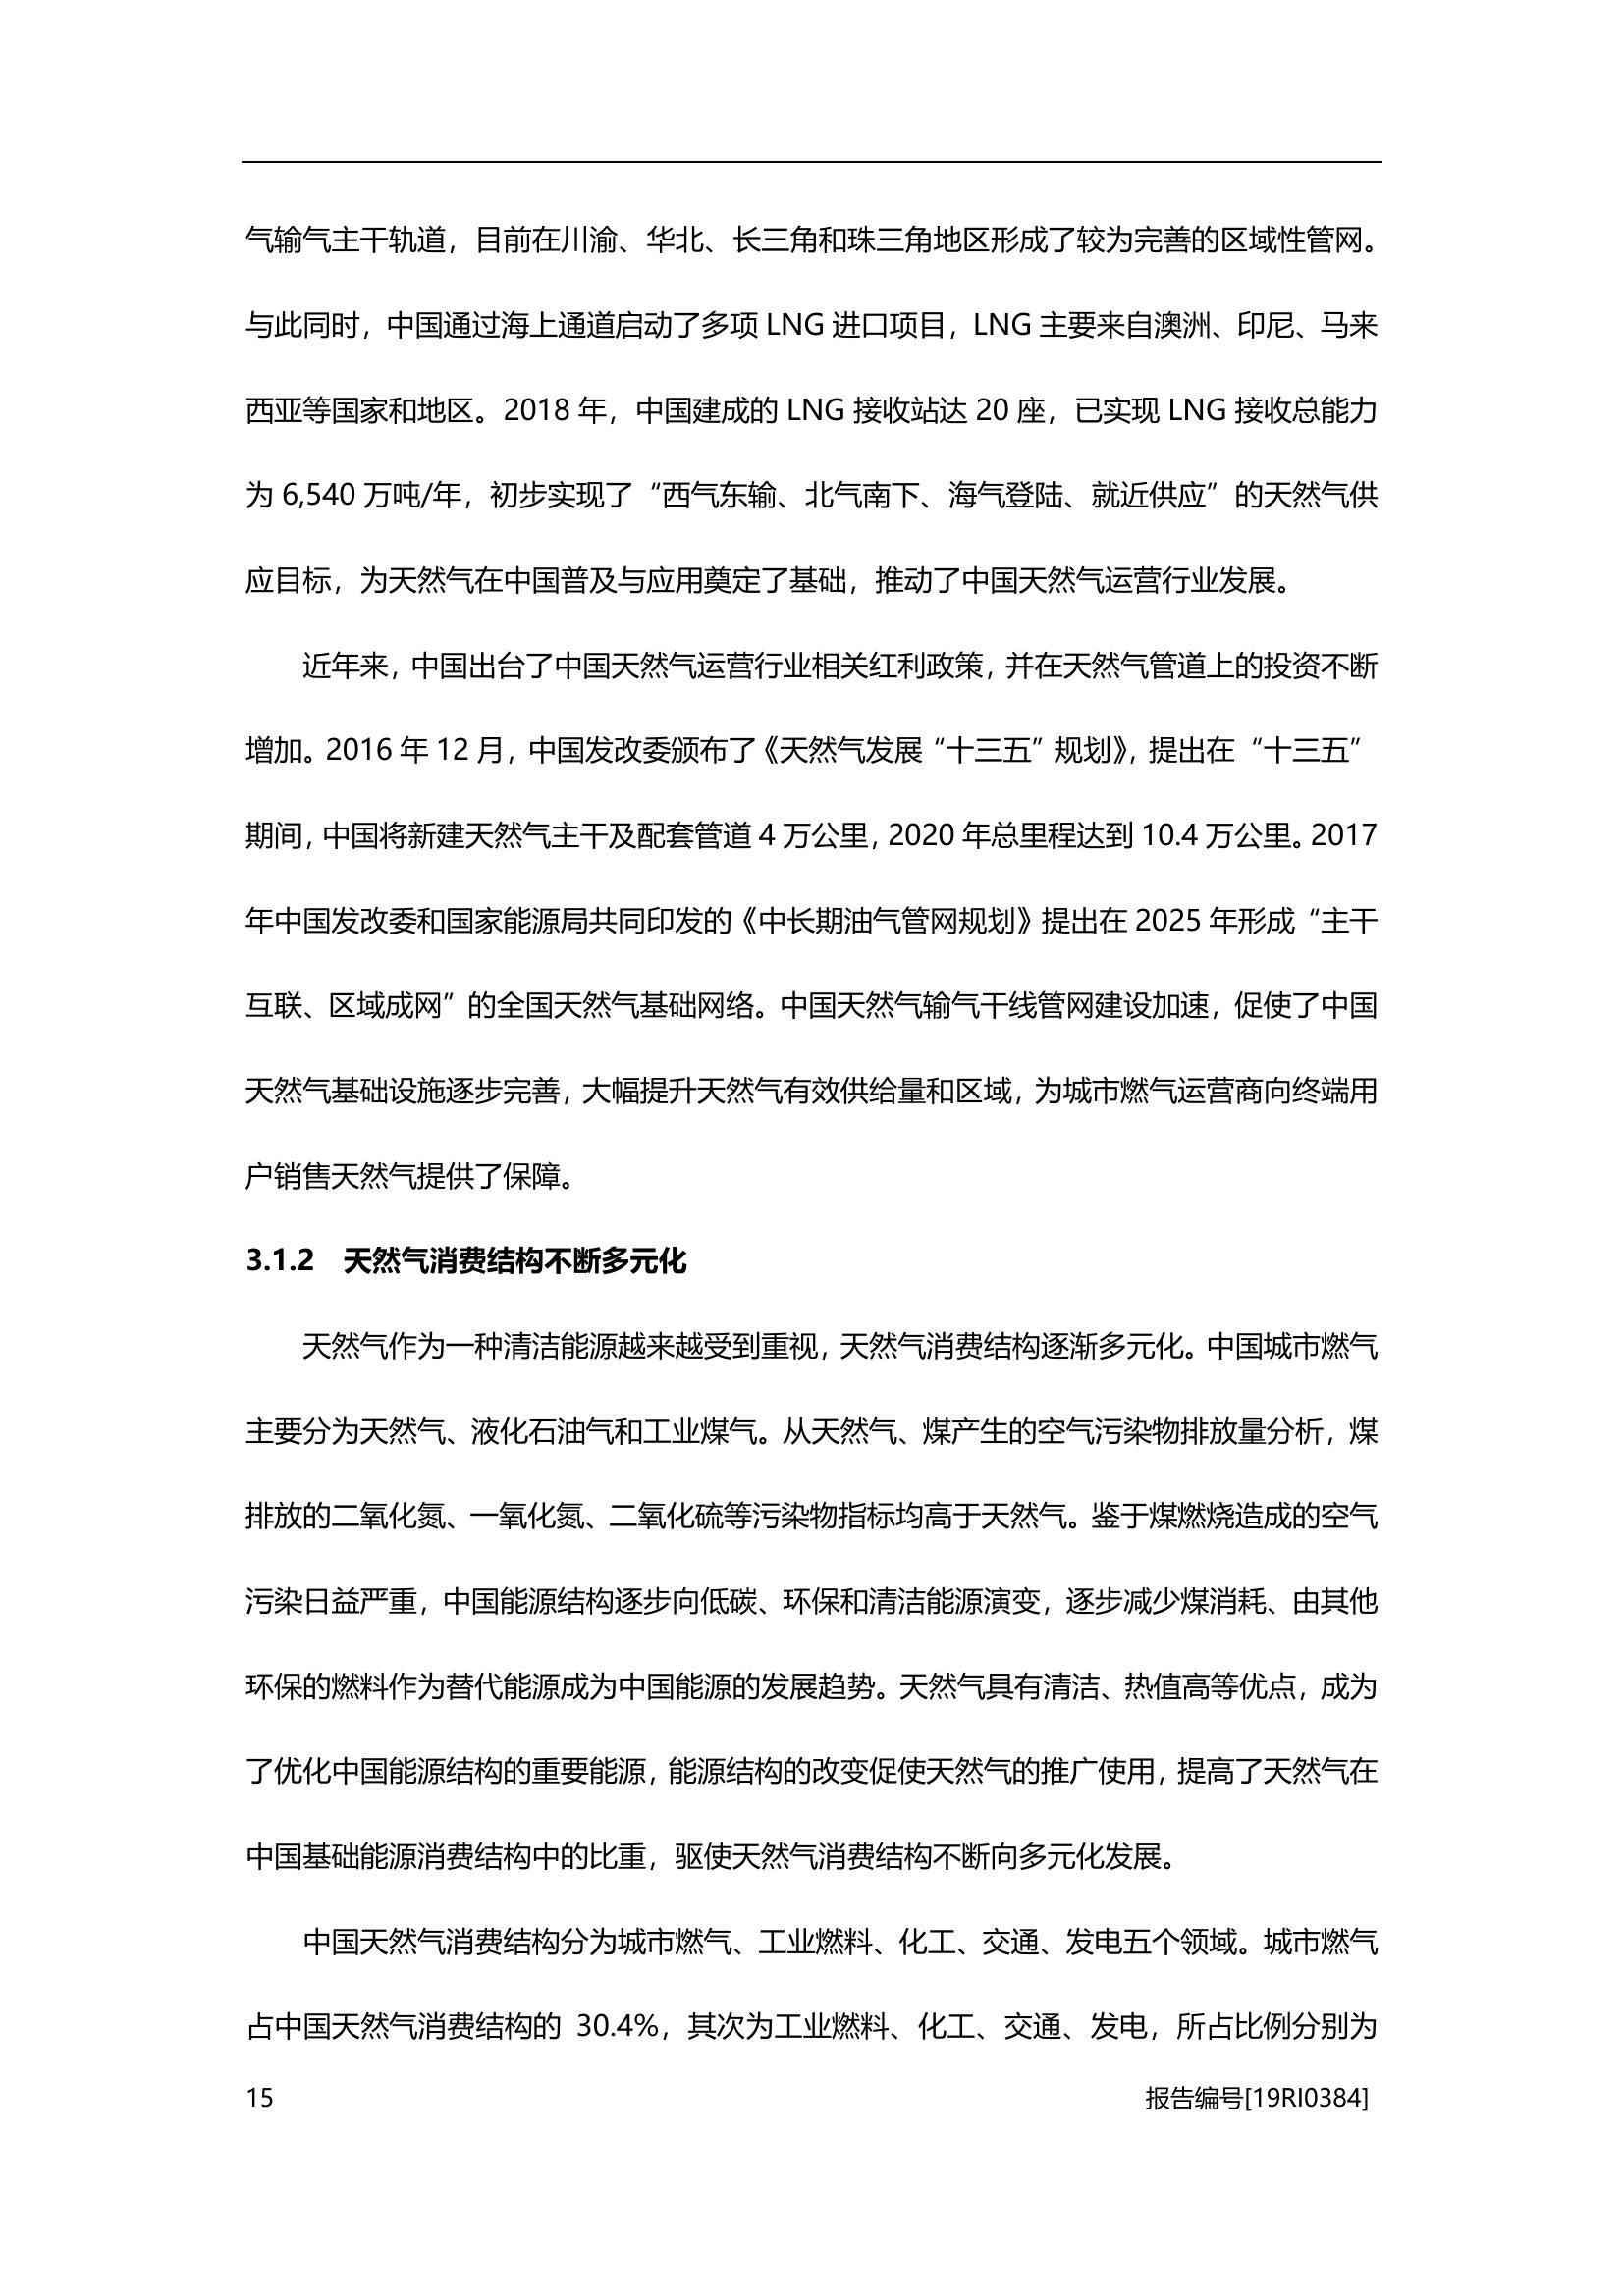 气输气主干轨道，目前在川渝、华北、长三角和珠三角地区形成了较为完善的区域性管网。
与此同时，中国通过海上通道启动了多项 LNG 进口项目，LNG 主要来自澳洲、印尼、马来
西亚等国家和地区。2018 年，中国建成的 LNG 接收站达 20 座，已实现 LNG 接收总能力
为 6,540 万吨/年，初步实现了“西气东输、北气南下、海气登陆、就近供应”的天然气供
应目标，为天然气在中国普及与应用奠定了基础，推动了中国天然气运营行业发展。
近年来，中国出台了中国天然气运营行业相关红利政策，并在天然气管道上的投资不断
增加。2016 年 12 月，中国发改委颁布了《天然气发展“十三五”规划》，提出在“十三五”
期间，中国将新建天然气主干及配套管道 4 万公里，2020 年总里程达到 10.4 万公里。2017
年中国发改委和国家能源局共同印发的《中长期油气管网规划》提出在 2025 年形成“主干
互联、区域成网”的全国天然气基础网络。中国天然气输气干线管网建设加速，促使了中国
天然气基础设施逐步完善，大幅提升天然气有效供给量和区域，为城市燃气运营商向终端用
户销售天然气提供了保障。
3.1.2 天然气消费结构不断多元化
天然气作为一种清洁能源越来越受到重视，天然气消费结构逐渐多元化。中国城市燃气
主要分为天然气、液化石油气和工业煤气。从天然气、煤产生的空气污染物排放量分析，煤
排放的二氧化氮、一氧化氮、二氧化硫等污染物指标均高于天然气。鉴于煤燃烧造成的空气
污染日益严重，中国能源结构逐步向低碳、环保和清洁能源演变，逐步减少煤消耗、由其他
环保的燃料作为替代能源成为中国能源的发展趋势。天然气具有清洁、热值高等优点，成为
了优化中国能源结构的重要能源，能源结构的改变促使天然气的推广使用，提高了天然气在
中国基础能源消费结构中的比重，驱使天然气消费结构不断向多元化发展。
中国天然气消费结构分为城市燃气、工业燃料、化工、交通、发电五个领域。城市燃气
占中国天然气消费结构的 30.4%，其次为工业燃料、化工、交通、发电，所占比例分别为
15
报告编号[19RI0384]